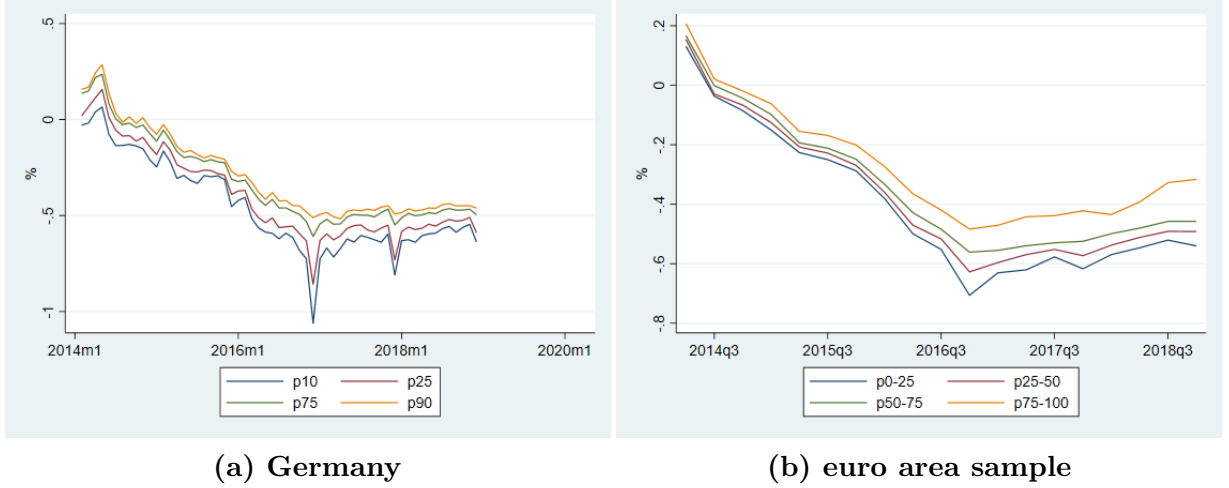 .5
0
%
-.5
-1
2014m1 2016m1 2018m1 2020m1
p10 p25
p75 p90
(a) Germany
.2
0
-.2
%
-.4
-.6
-.8
2014q3 2015q3 2016q3 2017q3 2018q3
p0-25 p25-50
p50-75 p75-100
(b) euro area sample